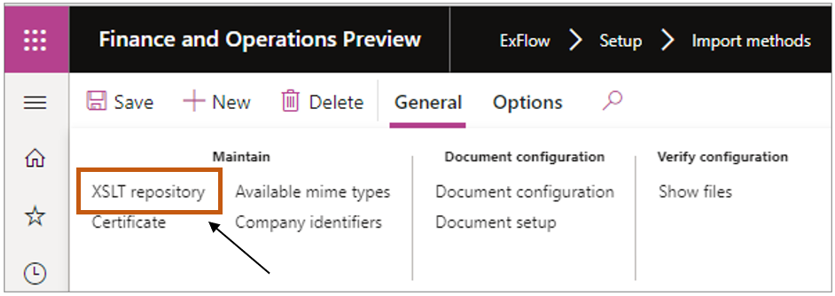 Finance and Operations Preview ExFlow Setup Import methods
Save New Delete General Options
Maintain Document configuration Verify configuration
XSLT repository Available mime types Document configuration Show files
Certificate Company identifiers Document setup